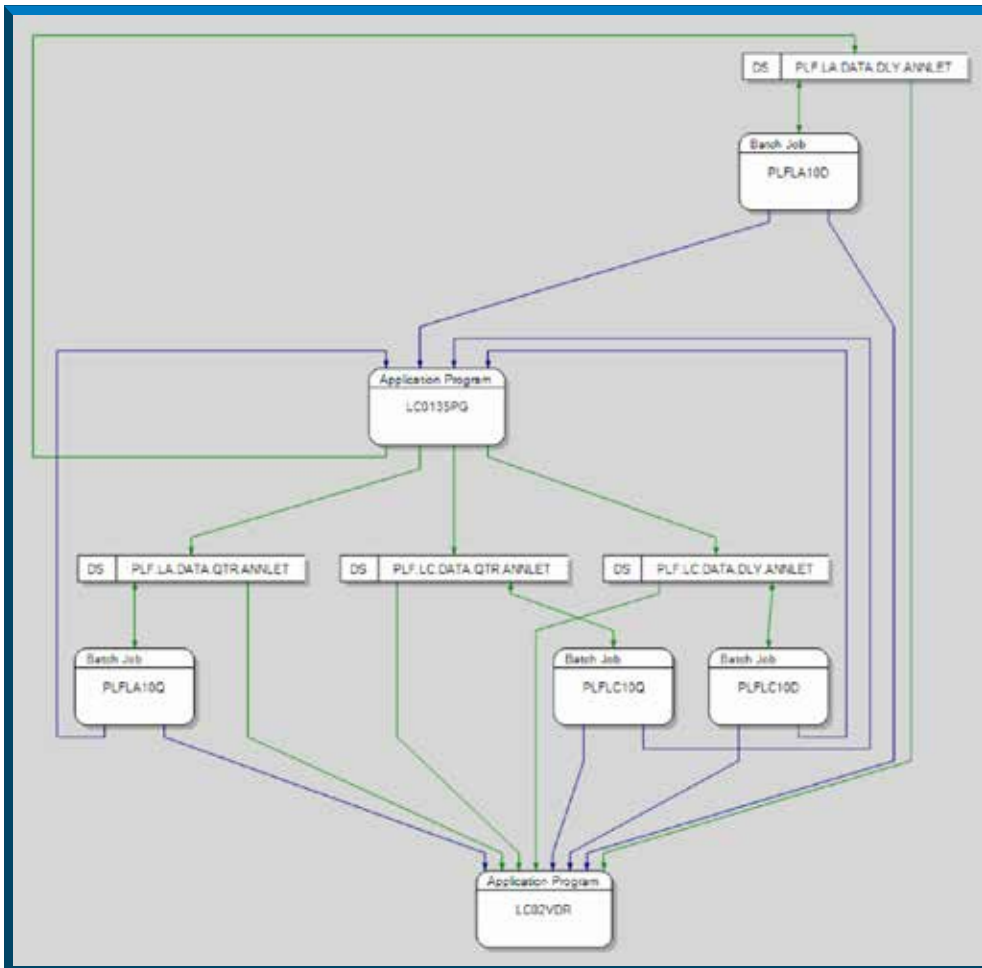 DS PLF.LA.DATA.DLY.ANNLET
Batch Job
PLFLA10D
Application Program
LC0135PG
DS PLF.LA.DATA.QTR.ANNLET
DS PLF.LC.DATA.QTR.ANNLET
DS PLF.LC.DATA.DLY.ANNLET
Batch Job
PLFLA10Q
Batch Job
PLFLC10Q
Batch Job
PLFLC10D
Application Program
LC82VDR